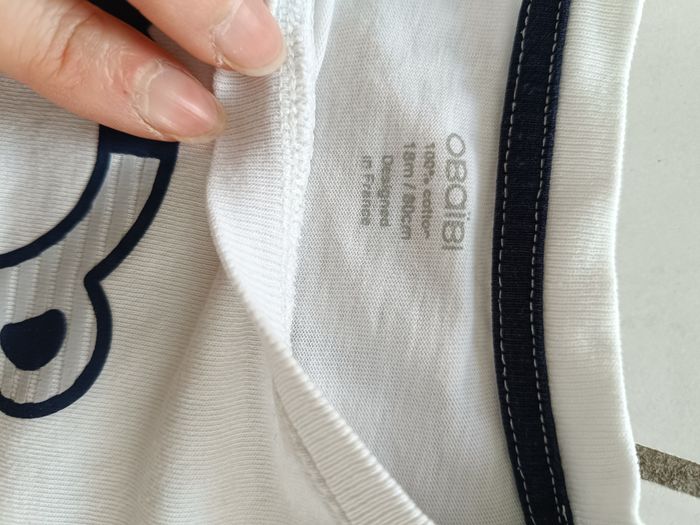 OBAÏBI
100% cotton
18m / 80cm
Designed
in France